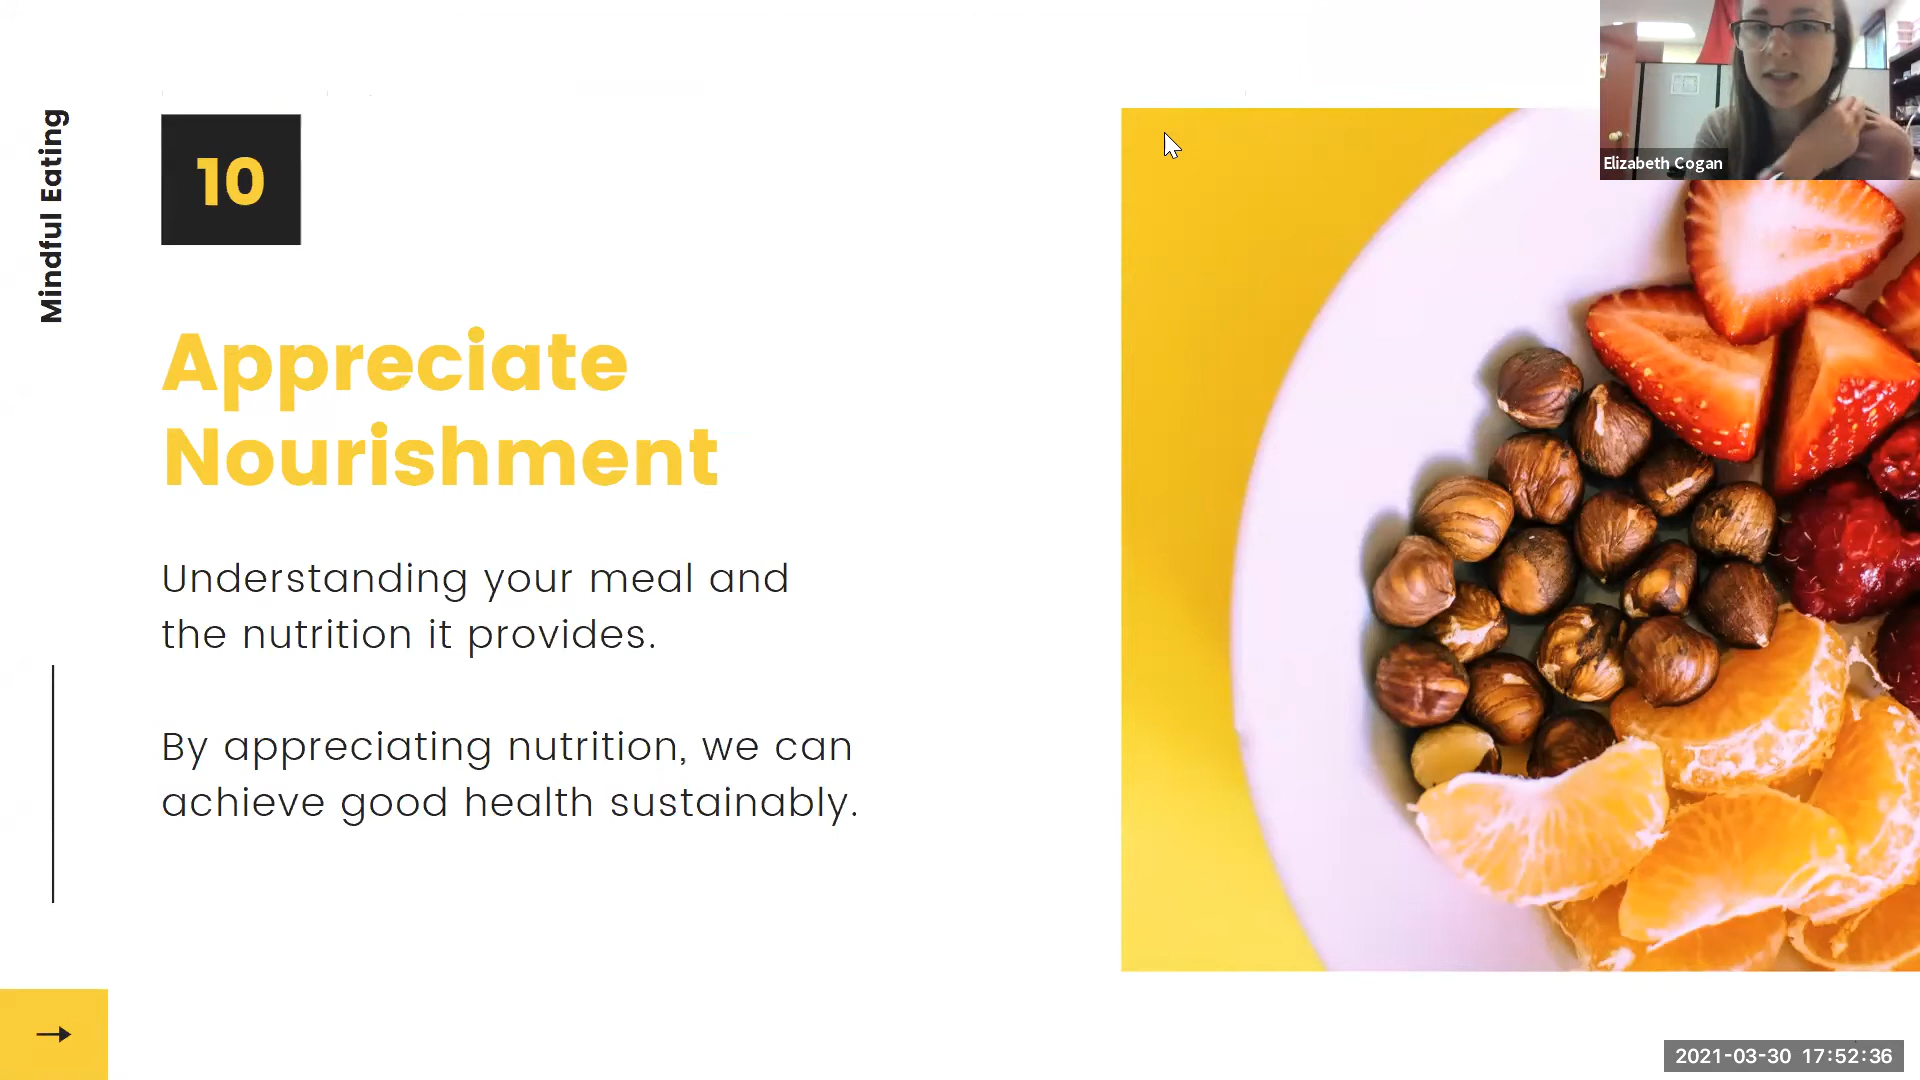 Mindful Eating
10
Appreciate
Nourishment
Understanding your meal and
the nutrition it provides.
By appreciating nutrition, we can
achieve good health sustainably.
Elizabeth Cogan
2021-03-30 17:52:36